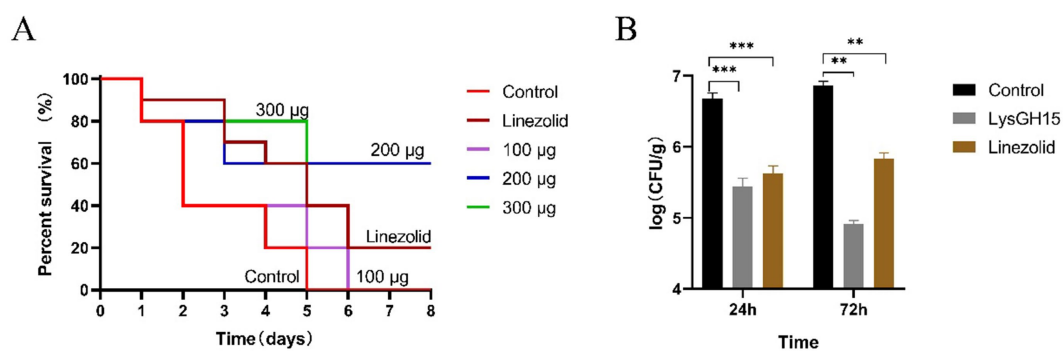 A
Percent survival (%)
100
80
60
40
20
0
0 1 2 3 4 5 6 7 8
Time(days)
300 μg
200 μg
Linezolid
Control
100 μg
Control
Linezolid
100 μg
200 μg
300 μg
B
log(CFU/g)
7
6
5
4
*** ***
** **
24h 72h
Time
Control
LysGH15
Linezolid